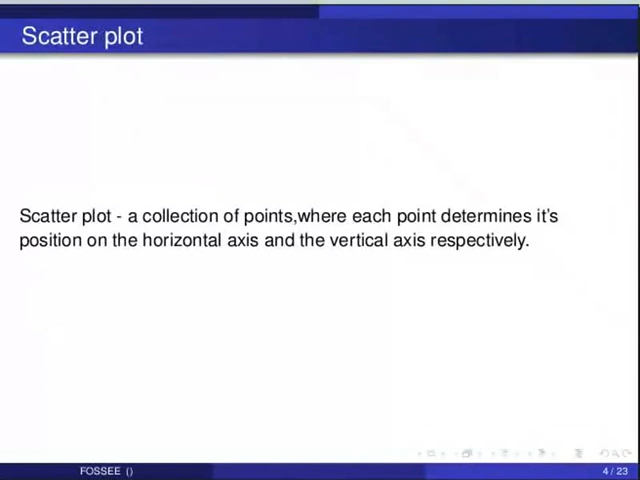 Scatter plot
Scatter plot - a collection of points,where each point determines it's
position on the horizontal axis and the vertical axis respectively.
FOSSEE ()
4 / 23